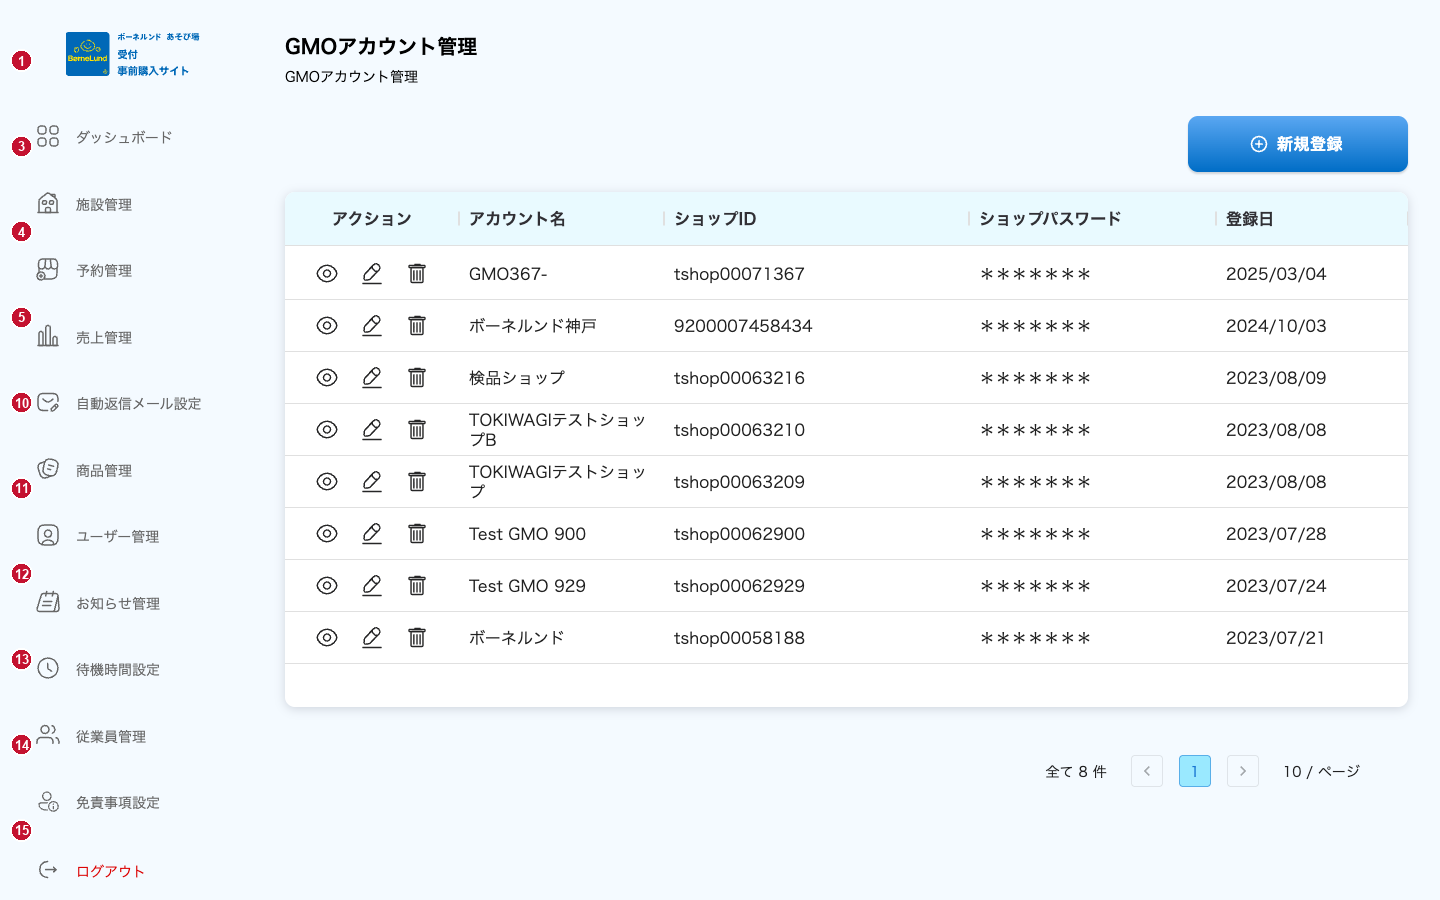 1
BørneLund
ボーネルンド あそび場
受付
事前購入サイト
3
ダッシュボード
施設管理
4
予約管理
5
売上管理
10
自動返信メール設定
商品管理
11
ユーザー管理
12
お知らせ管理
13
待機時間設定
14
従業員管理
免責事項設定
15
ログアウト
GMOアカウント管理
GMOアカウント管理
新規登録
アクション アカウント名 ショップID ショップパスワード 登録日
GMO367- tshop00071367 ＊＊＊＊＊＊＊ 2025/03/04
ボーネルンド神戸 9200007458434 ＊＊＊＊＊＊＊ 2024/10/03
検品ショップ tshop00063216 ＊＊＊＊＊＊＊ 2023/08/09
TOKIWAGIテストショッ
プB tshop00063210 ＊＊＊＊＊＊＊ 2023/08/08
TOKIWAGIテストショッ
プ tshop00063209 ＊＊＊＊＊＊＊ 2023/08/08
Test GMO 900 tshop00062900 ＊＊＊＊＊＊＊ 2023/07/28
Test GMO 929 tshop00062929 ＊＊＊＊＊＊＊ 2023/07/24
ボーネルンド tshop00058188 ＊＊＊＊＊＊＊ 2023/07/21
全て 8 件 < 1 > 10 / ページ